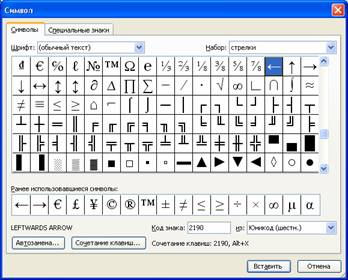 Символ
Символы Специальные знаки
Шрифт: (обычный текст) Набор: стрелки
₫ € ℅ ℓ № ™ Ω ℮ ⅓ ⅔ ⅛ ⅜ ⅝ ⅞ ← ↑ →
↓ ↔ ↕ ↨ ∂ ∆ ∏ ∑ − ∕ ∙ √ ∞ ∟ ∩ ∫ ≈
≠ ≡ ≤ ≥ ⌂ ⌐ ⌠ ⌡ ─ │ ┌ ┐ └ ┘ ├ ┤ ┬
Ранее использовавшиеся символы:
← → € £ ¥ © ® ™ ± ≠ ≤ ≥ ÷ × ∞ µ α
LEFTWARDS ARROW Код знака: 2190 из: Юникод (шестн.)
Автозамена... Сочетание клавиш... Сочетание клавиш: 2190, Alt+X
Вставить Отмена